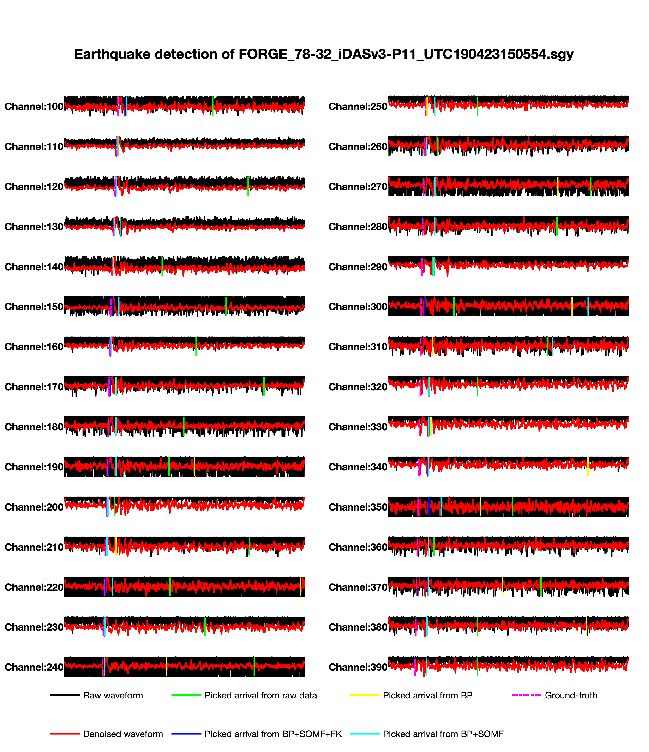 Earthquake detection of FORGE_78-32_iDASv3-P11_UTC190423150554.sgy
Channel:100
Channel:110
Channel:120
Channel:130
Channel:140
Channel:150
Channel:160
Channel:170
Channel:180
Channel:190
Channel:200
Channel:210
Channel:220
Channel:230
Channel:240
Channel:250
Channel:260
Channel:270
Channel:280
Channel:290
Channel:300
Channel:310
Channel:320
Channel:330
Channel:340
Channel:350
Channel:360
Channel:370
Channel:380
Channel:390
Raw waveform Picked arrival from raw data Picked arrival from BP Ground-truth
Denoised waveform Picked arrival from BP+SOMF+FK Picked arrival from BP+SOMF